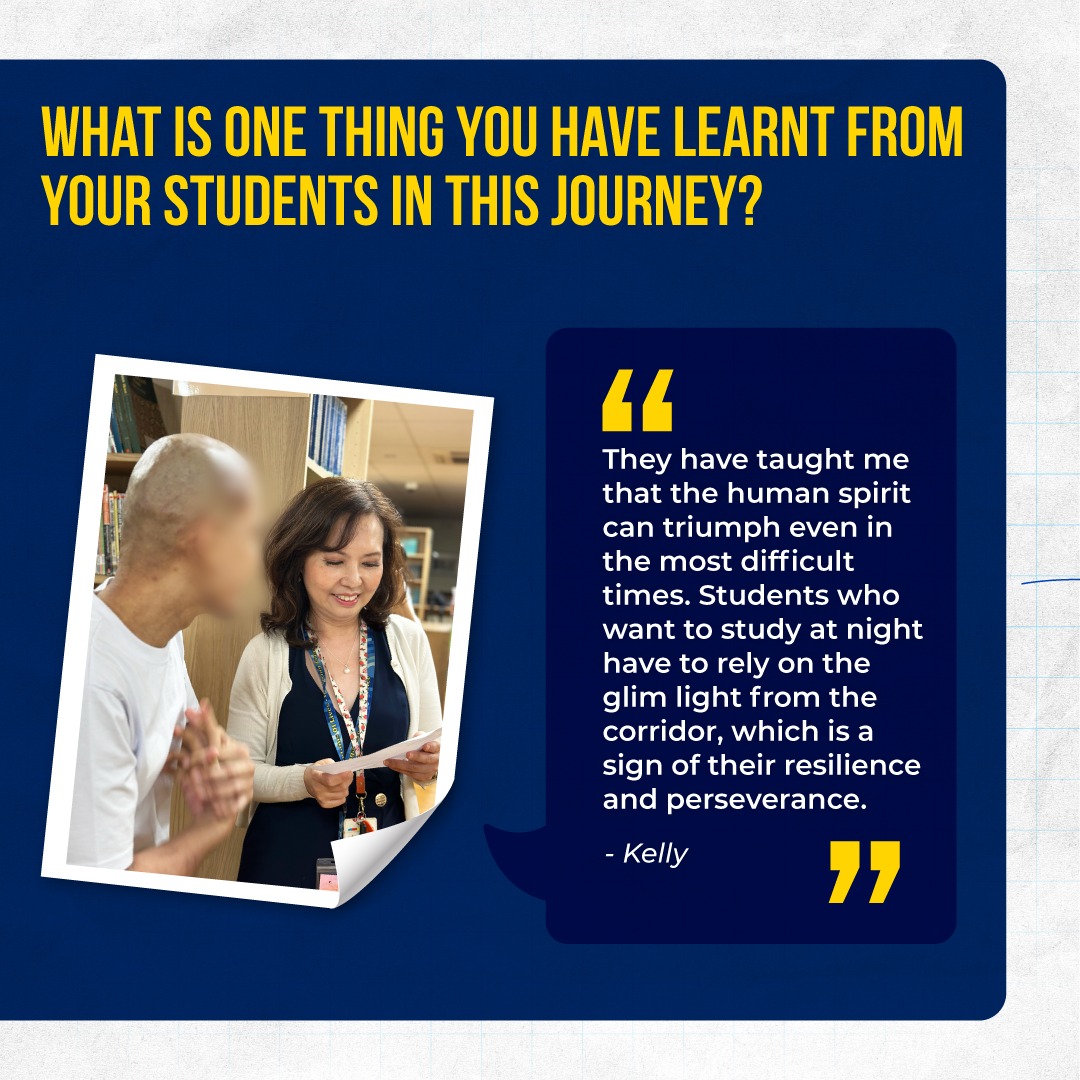 WHAT IS ONE THING YOU HAVE LEARNT FROM
YOUR STUDENTS IN THIS JOURNEY?
“
They have taught me
that the human spirit
can triumph even in
the most difficult
times. Students who
want to study at night
have to rely on the
glim light from the
corridor, which is a
sign of their resilience
and perseverance.
- Kelly
”